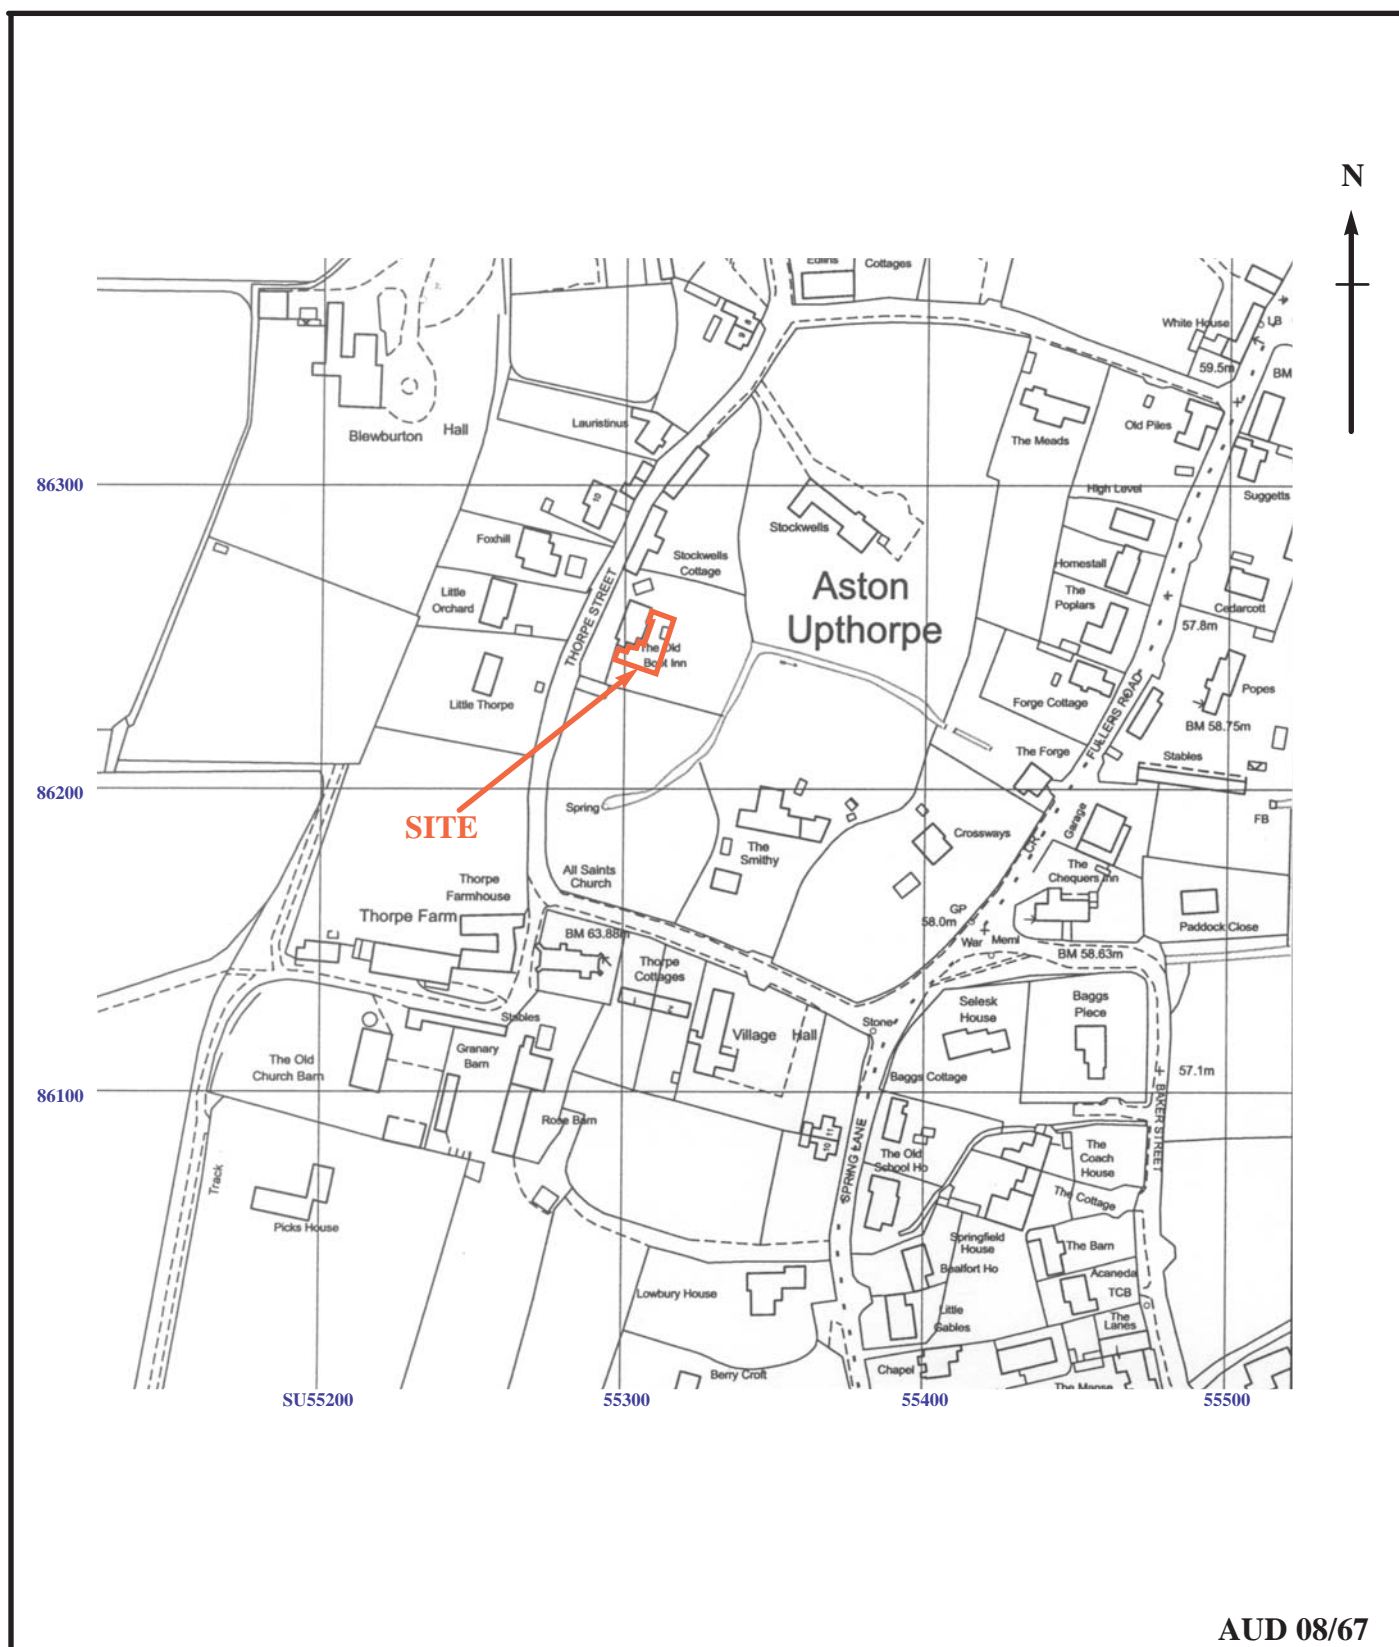 N
Edlins
Cottages
White House
LB
59.5m
BM
Lauristinus
Blewburton Hall
The Meads
Old Piles
86300
10
High Level
Suggetts
Stockwells
Foxhill
Stockwells
Cottage
Homestall
Aston
Upthorpe
Little
Orchard
The
Poplars
Cedarcott
THORPE STREET
57.8m
The Old
Boot Inn
Little Thorpe
Forge Cottage
FULLERS ROAD
Popes
BM 58.75m
The Forge
Stables
86200
Spring
SITE
Garage
FB
CR
Crossways
The
Smithy
The
Chequers Inn
All Saints
Church
Thorpe
Farmhouse
Thorpe Farm
GP
58.0m
Paddock Close
BM 63.88m
War Meml
BM 58.63m
Thorpe
Cottages
Selesk
House
Baggs
Piece
Stables
Village Hall
Stone
Granary
Barn
The Old
Church Barn
Baggs Cottage
57.1m
86100
BAKER STREET
Rose Barn
10 11
SPRING LANE
The Old
School Ho
The
Coach
House
Track
The Cottage
Picks House
Springfield
House
The Barn
Bealfort Ho
Acaneda
TCB
Lowbury House
Little
Gables
The
Lanes
Berry Croft
Chapel
The Manse
SU55200
55300
55400
55500
AUD 08/67